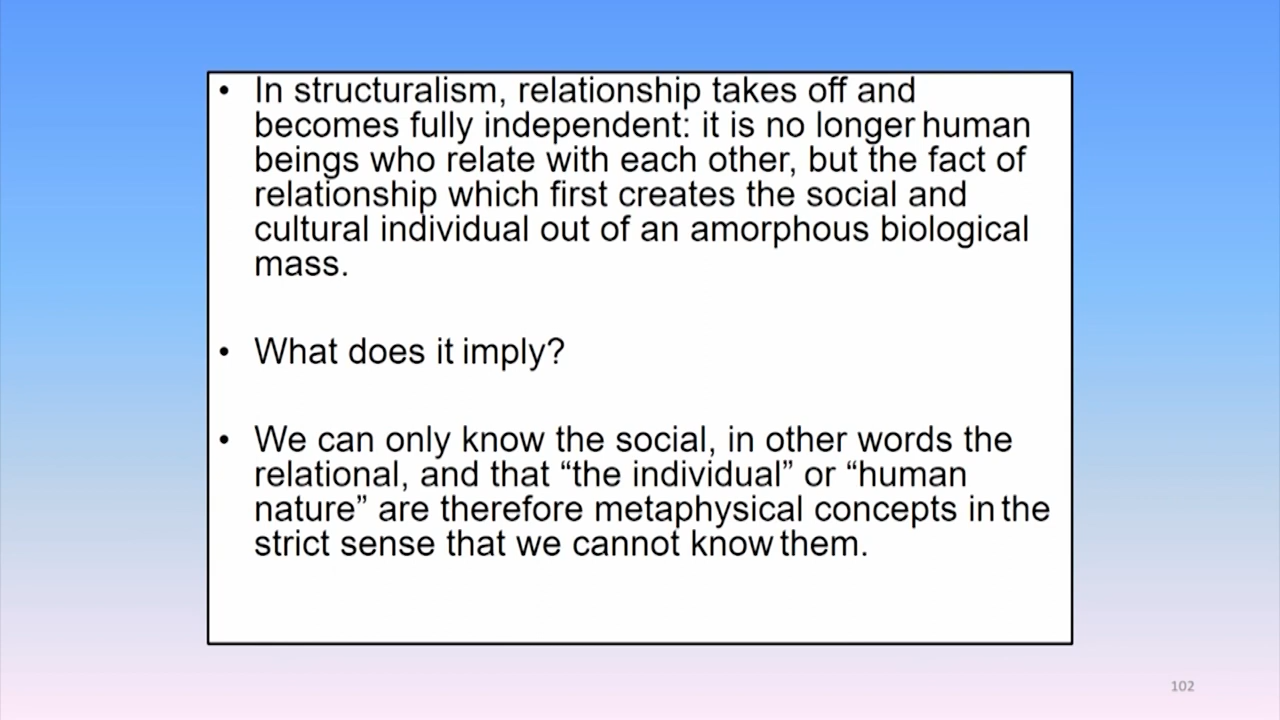 • In structuralism, relationship takes off and
becomes fully independent: it is no longer human
beings who relate with each other, but the fact of
relationship which first creates the social and
cultural individual out of an amorphous biological
mass.
• What does it imply?
• We can only know the social, in other words the
relational, and that “the individual” or “human
nature” are therefore metaphysical concepts in the
strict sense that we cannot know them.
102